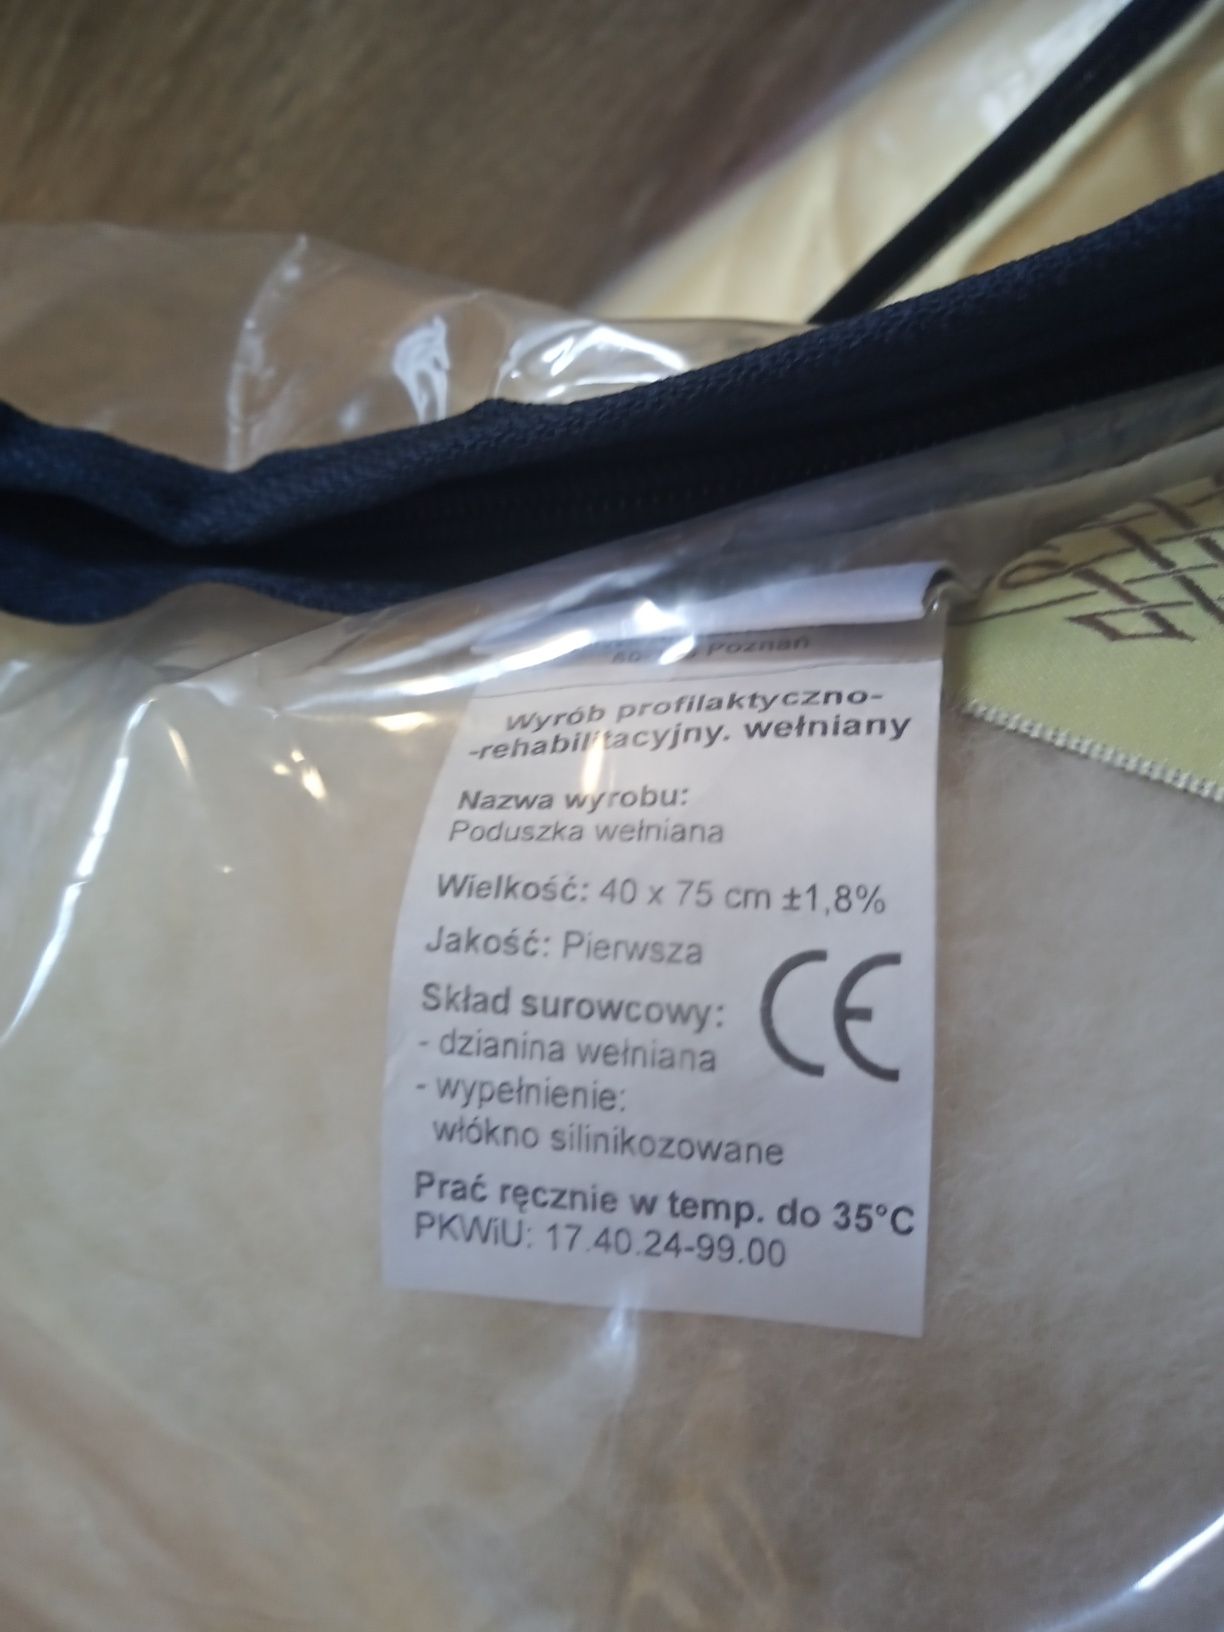 Poznań
Wyrób profilaktyczno-
-rehabilitacyjny. wełniany
Nazwa wyrobu:
Poduszka wełniana
Wielkość: 40 x 75 cm ±1,8%
Jakość: Pierwsza
CE
Skład surowcowy:
- dzianina wełniana
- wypełnienie:
włókno silinikozowane
Prać ręcznie w temp. do 35°C
PKWiU: 17.40.24-99.00